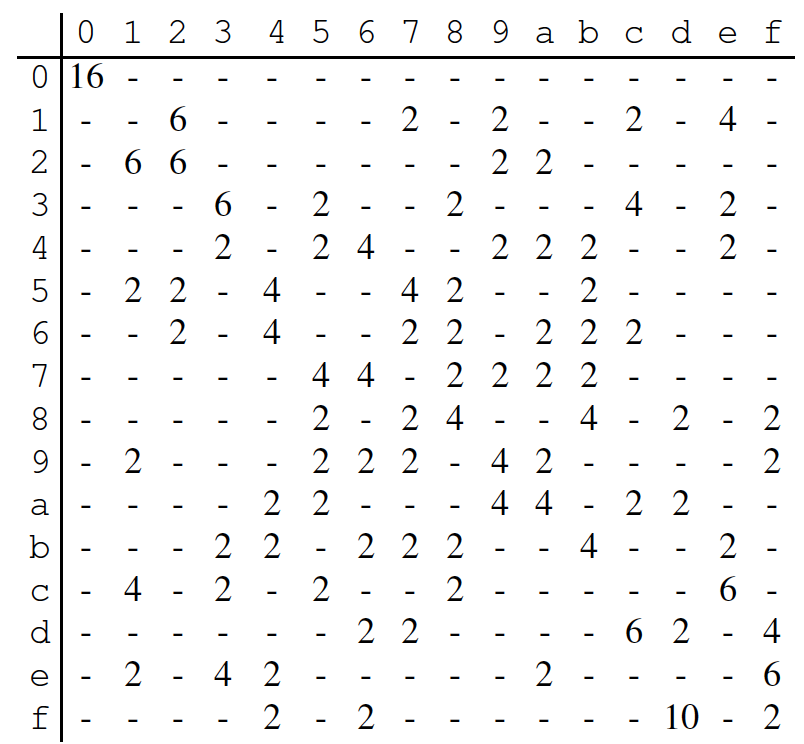 0 1 2 3 4 5 6 7 8 9 a b c d e f
0 16 - - - - - - - - - - - - - - -
1 - - 6 - - - - 2 - 2 - - 2 - 4 -
2 - 6 6 - - - - - - 2 2 - - - - -
3 - - - 6 - 2 - - 2 - - - 4 - 2 -
4 - - - 2 - 2 4 - - 2 2 2 - - 2 -
5 - 2 2 - 4 - - 4 2 - - 2 - - - -
6 - - 2 - 4 - - 2 2 - 2 2 2 - - -
7 - - - - - 4 4 - 2 2 2 2 - - - -
8 - - - - - 2 - 2 4 - - 4 - 2 - 2
9 - 2 - - - 2 2 2 - 4 2 - - - - 2
a - - - - 2 2 - - - 4 4 - 2 2 - -
b - - - 2 2 - 2 2 2 - - 4 - - 2 -
c - 4 - 2 - 2 - - 2 - - - - - 6 -
d - - - - - - 2 2 - - - - 6 2 - 4
e - 2 - 4 2 - - - - - 2 - - - - 6
f - - - - 2 - 2 - - - - - - 10 - 2